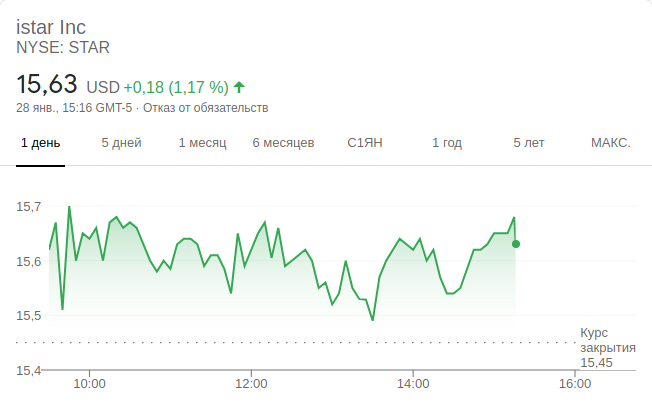 istar Inc
NYSE: STAR
15,63 USD +0,18 (1,17 %)
28 янв., 15:16 GMT-5 · Отказ от обязательств
1 день 5 дней 1 месяц 6 месяцев С1ЯН 1 год 5 лет МАКС.
15,7
15,6
15,5
Курс
закрытия
15,45
15,4
10:00 12:00 14:00 16:00